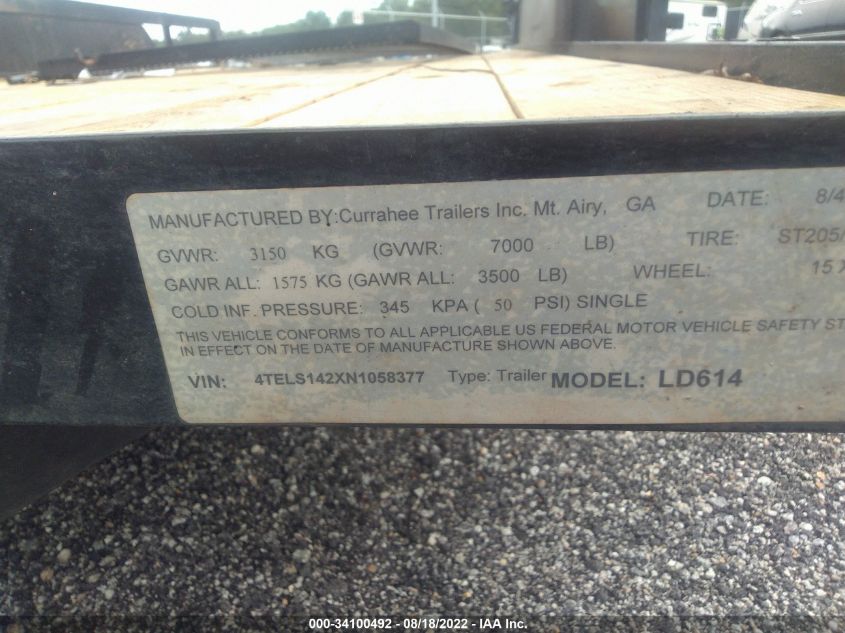 MANUFACTURED BY:Currahee Trailers Inc. Mt. Airy, GA DATE: 8/4
GVWR: 3150 KG (GVWR: 7000 LB) TIRE: ST205/
GAWR ALL: 1575 KG (GAWR ALL: 3500 LB) WHEEL: 15 X
COLD INF. PRESSURE: 345 KPA ( 50 PSI) SINGLE
THIS VEHICLE CONFORMS TO ALL APPLICABLE US FEDERAL MOTOR VEHICLE SAFETY ST
IN EFFECT ON THE DATE OF MANUFACTURE SHOWN ABOVE.
VIN: 4TELS142XN1058377 Type: Trailer MODEL: LD614
000-34100492 - 08/18/2022 - IAA Inc.